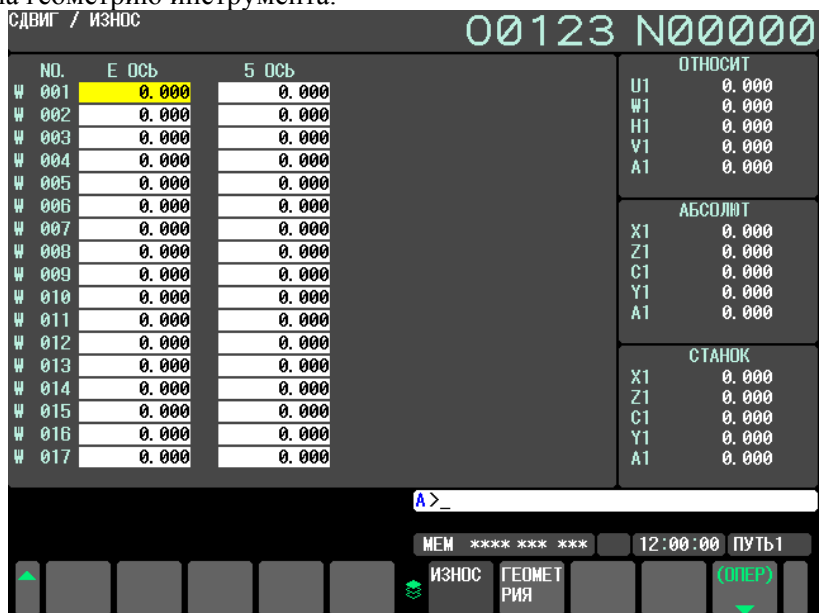 на геометрию инструмента.
СДВИГ / ИЗНОС
O0123 N00000
NO. E ОСЬ 5 ОСЬ
W 001 0.000 0.000
W 002 0.000 0.000
W 003 0.000 0.000
W 004 0.000 0.000
W 005 0.000 0.000
W 006 0.000 0.000
W 007 0.000 0.000
W 008 0.000 0.000
W 009 0.000 0.000
W 010 0.000 0.000
W 011 0.000 0.000
W 012 0.000 0.000
W 013 0.000 0.000
W 014 0.000 0.000
W 015 0.000 0.000
W 016 0.000 0.000
W 017 0.000 0.000
ОТНОСИТ
U1 0.000
W1 0.000
H1 0.000
V1 0.000
A1 0.000
АБСОЛЮТ
X1 0.000
Z1 0.000
C1 0.000
Y1 0.000
A1 0.000
СТАНОК
X1 0.000
Z1 0.000
C1 0.000
Y1 0.000
A1 0.000
A>_
MEM **** *** *** 12:00:00 ПУТЬ1
ИЗНОС ГЕОМЕТ (ОПЕР)
РИЯ